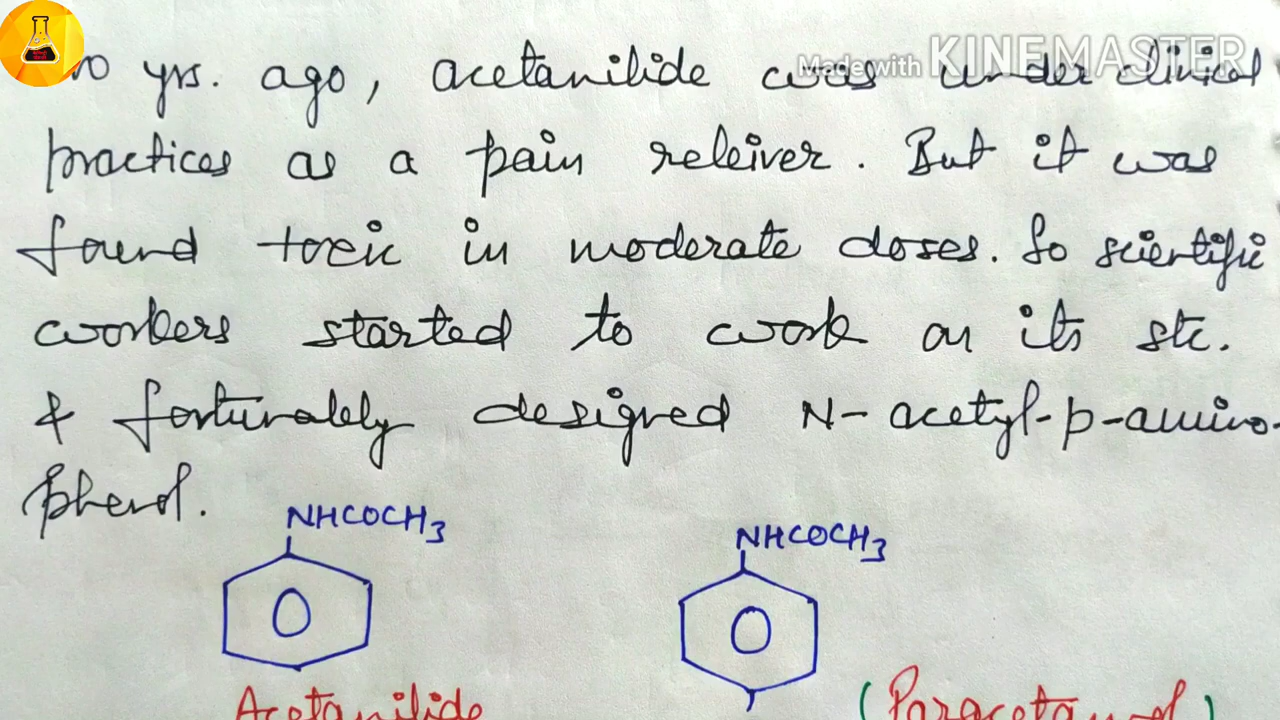 yrs. ago, acetanilide was under clinical
Made with KINEMASTER
practices as a pain releiver. But it was
found toxic in moderate doses. So scientific
workers started to work on its stc.
& fortunately designed N-acetyl-p-amino-
phenol.
NHCOCH3
NHCOCH3
Acetanilide
(Paracetamol)